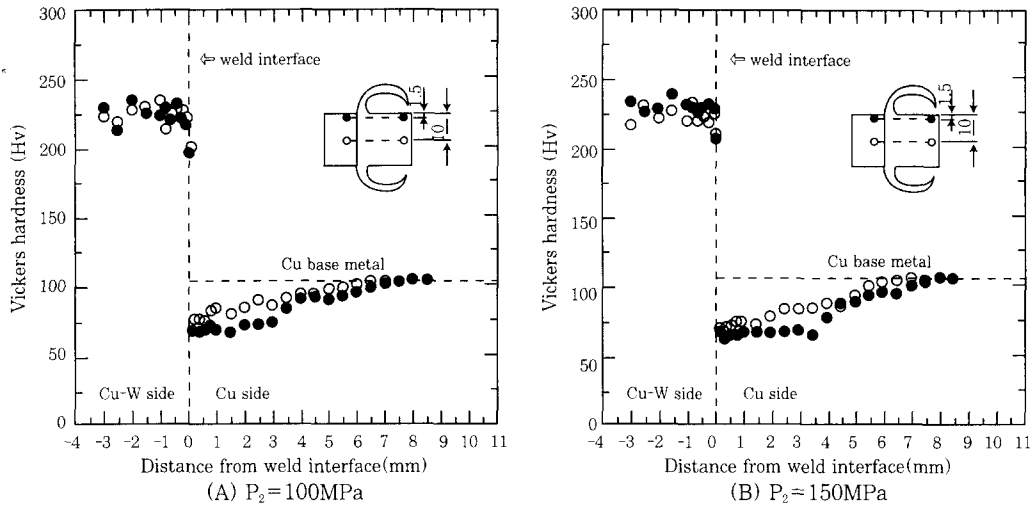 300
250
200
150
100
50
0
Vickers hardness (Hv)
⇦ weld interface
1.5
10
Cu base metal
Cu-W side
Cu side
-4 -3 -2 -1 0 1 2 3 4 5 6 7 8 9 10 11
Distance from weld interface(mm)
(A) P₂=100MPa
300
250
200
150
100
50
0
Vickers hardness (Hv)
⇦ weld interface
1.5
10
Cu base metal
Cu-W side
Cu side
-4 -3 -2 -1 0 1 2 3 4 5 6 7 8 9 10 11
Distance from weld interface(mm)
(B) P₂=150MPa